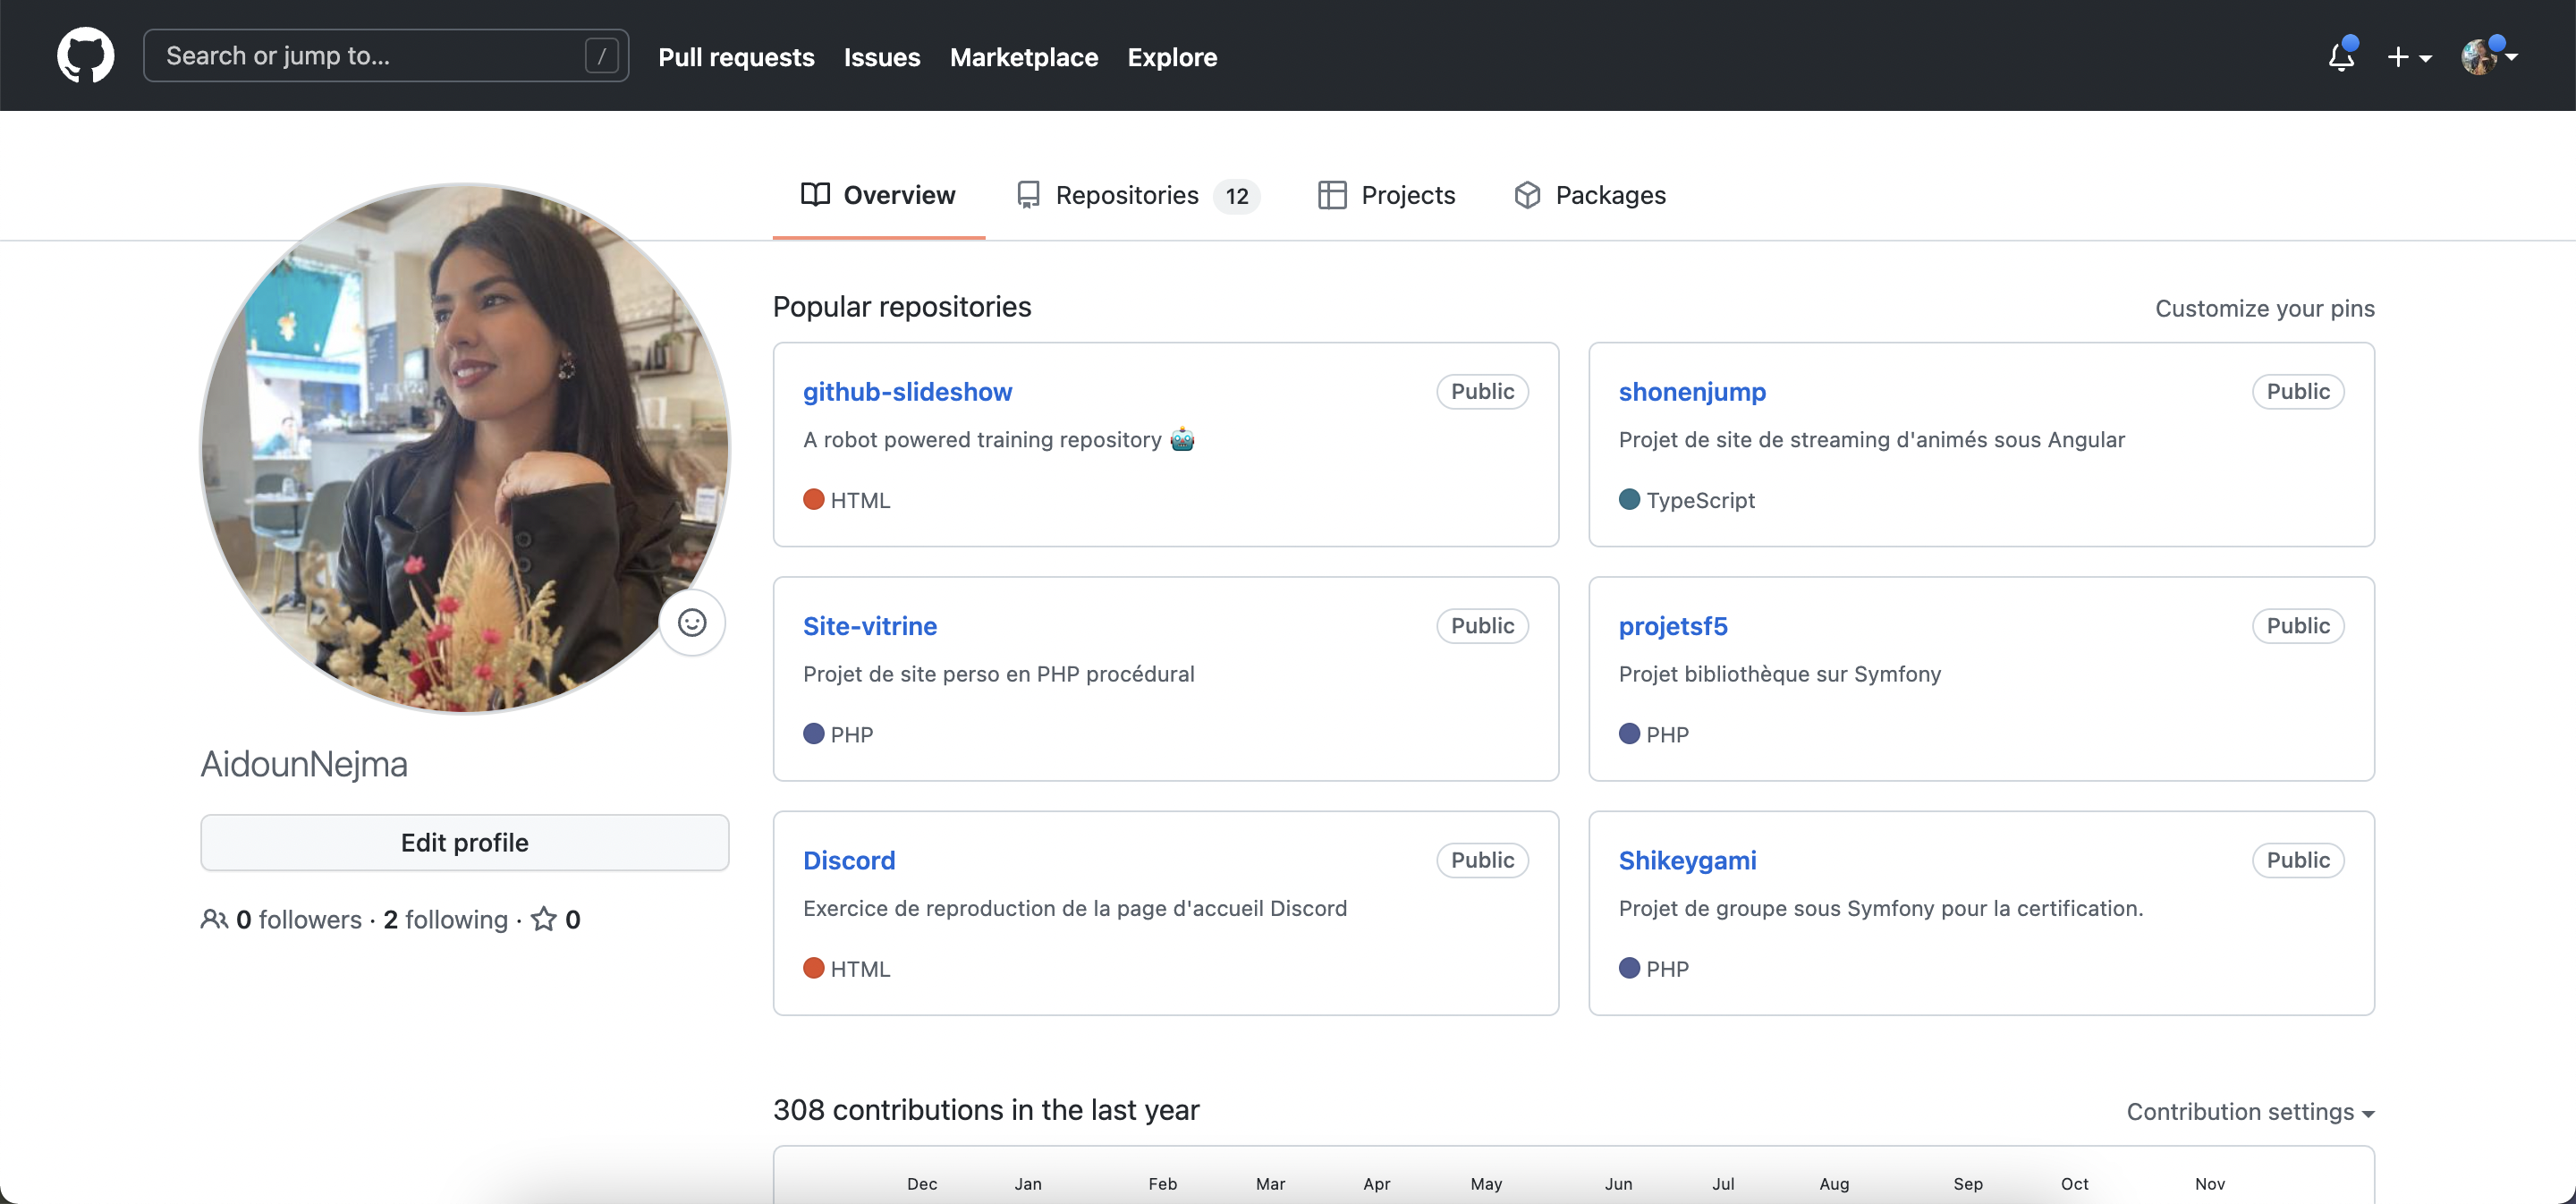 Search or jump to... /
Pull requests
Issues
Marketplace
Explore
Overview
Repositories 12
Projects
Packages
AidounNejma
Edit profile
0 followers · 2 following · 0
Popular repositories
Customize your pins
github-slideshow
Public
A robot powered training repository 🤖
HTML
shonenjump
Public
Projet de site de streaming d'animés sous Angular
TypeScript
Site-vitrine
Public
Projet de site perso en PHP procédural
PHP
projetsf5
Public
Projet bibliothèque sur Symfony
PHP
Discord
Public
Exercice de reproduction de la page d'accueil Discord
HTML
Shikeygami
Public
Projet de groupe sous Symfony pour la certification.
PHP
308 contributions in the last year
Contribution settings
Dec Jan Feb Mar Apr May Jun Jul Aug Sep Oct Nov